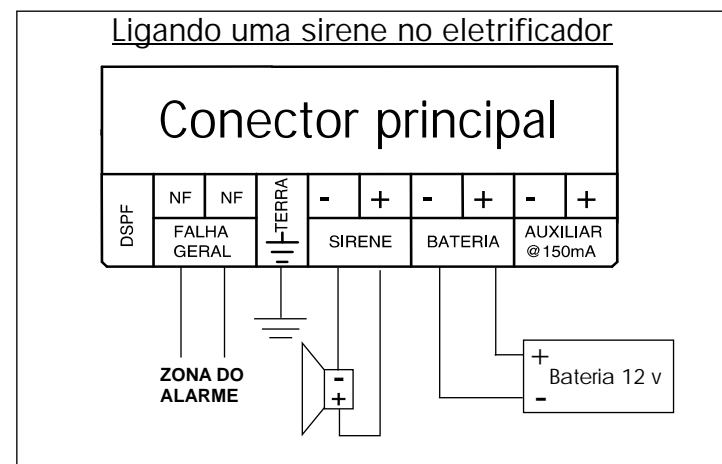 Ligando uma sirene no eletrificador
Conector principal
DSPF
NF NF
FALHA
GERAL
TERRA
- +
SIRENE
- +
BATERIA
- +
AUXILIAR
@150mA
ZONA DO
ALARME
-
+
+
Bateria 12 v
-